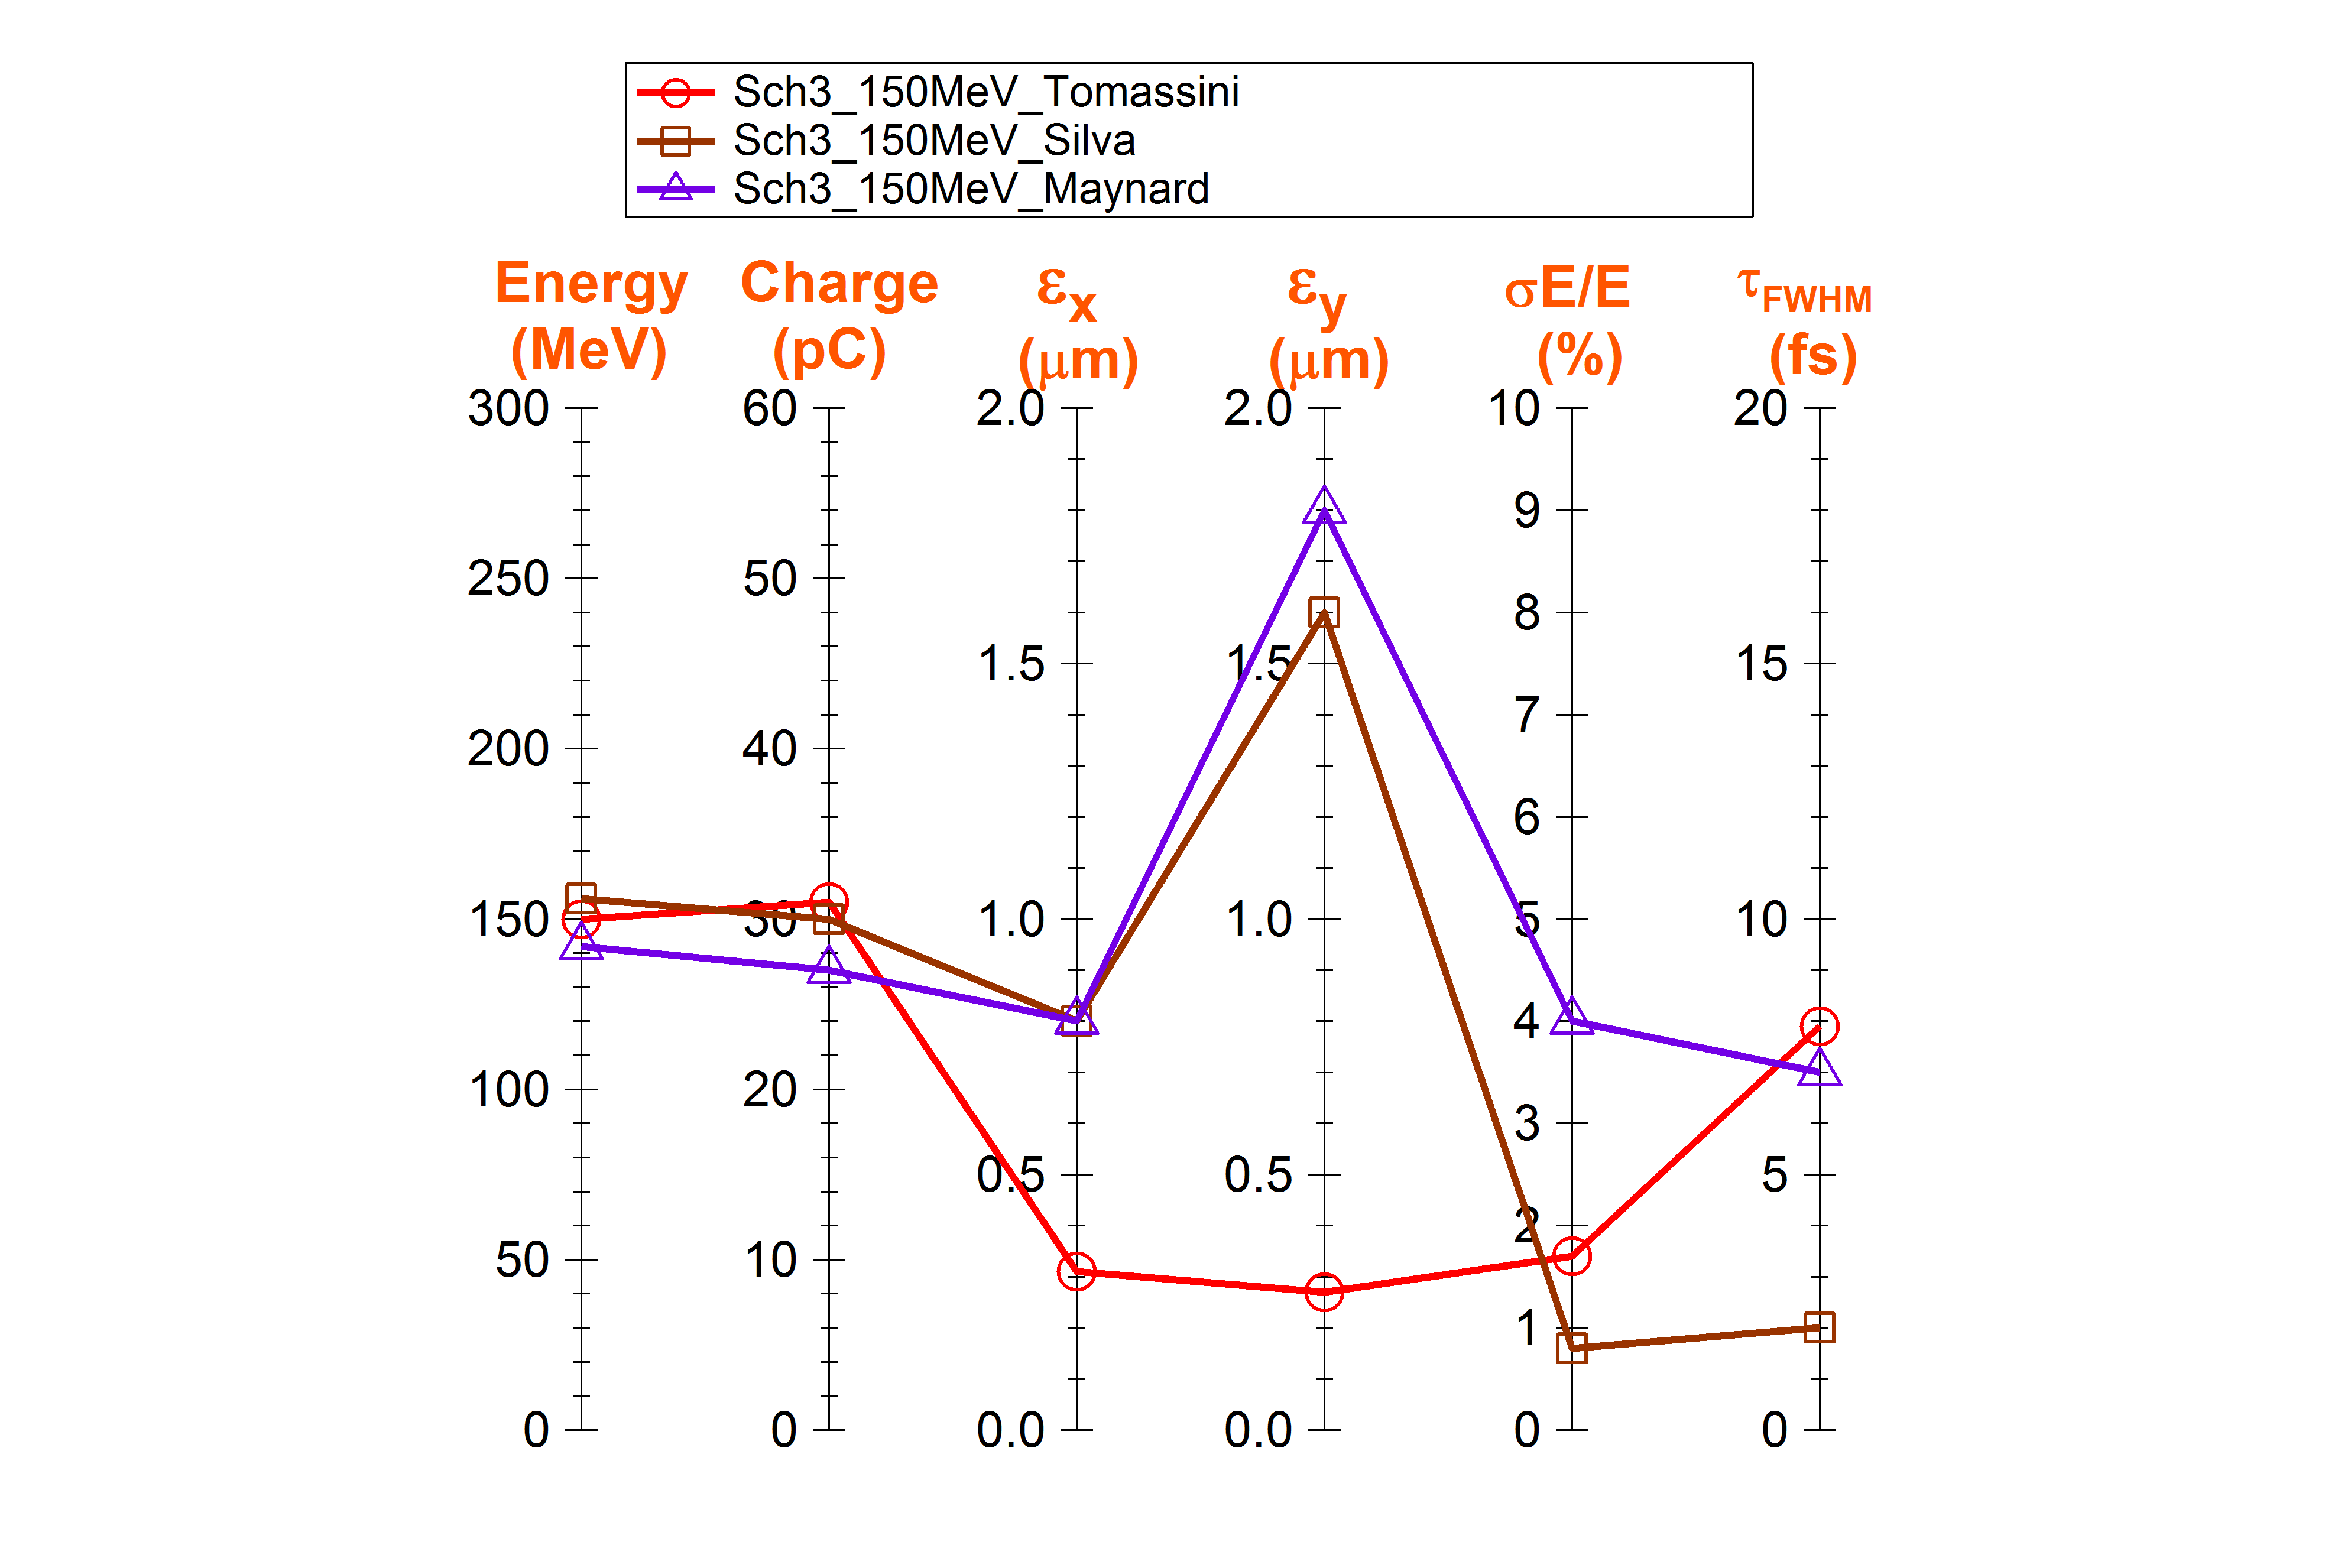 Sch3_150MeV_Tomassini
Sch3_150MeV_Silva
Sch3_150MeV_Maynard
Energy
(MeV)
Charge
(pC)
εx
(μm)
εy
(μm)
σE/E
(%)
τFWHM
(fs)
300
250
200
150
100
50
0
60
50
40
30
20
10
0
2.0
1.5
1.0
0.5
0.0
2.0
1.5
1.0
0.5
0.0
10
9
8
7
6
5
4
3
2
1
0
20
15
10
5
0